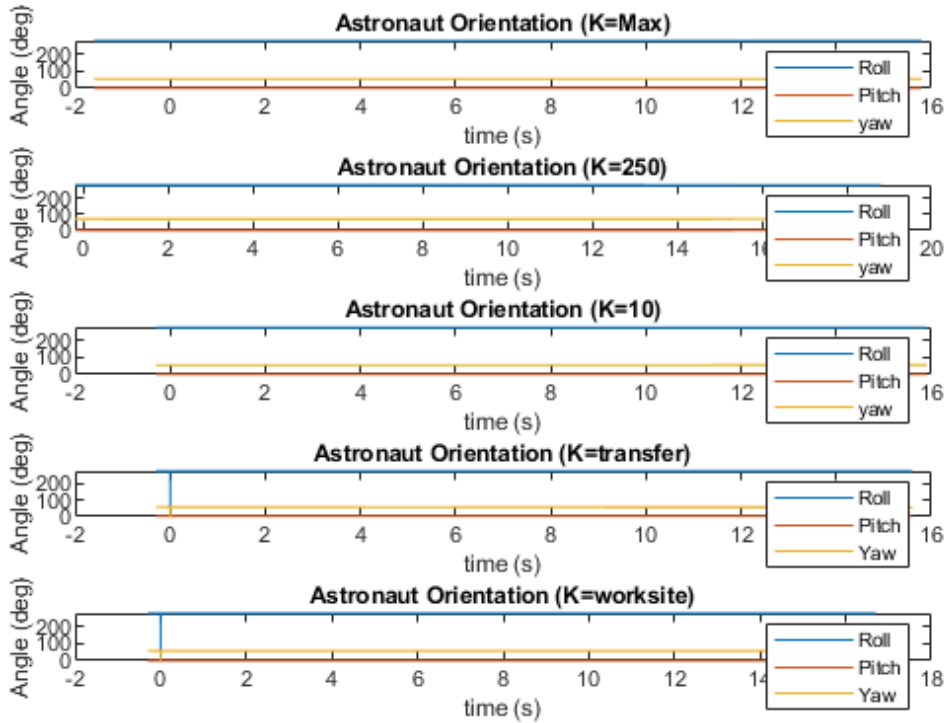 Astronaut Orientation (K=Max)
Angle (deg)
200
100
0
-2 0 2 4 6 8 10 12 16
time (s)
Roll
Pitch
yaw
Astronaut Orientation (K=250)
Angle (deg)
200
100
0
0 2 4 6 8 10 12 14 16 20
time (s)
Roll
Pitch
yaw
Astronaut Orientation (K=10)
Angle (deg)
200
100
0
-2 0 2 4 6 8 10 12 16
time (s)
Roll
Pitch
yaw
Astronaut Orientation (K=transfer)
Angle (deg)
200
100
0
-2 0 2 4 6 8 10 12 16
time (s)
Roll
Pitch
Yaw
Astronaut Orientation (K=worksite)
Angle (deg)
200
100
0
-2 0 2 4 6 8 10 12 14 18
time (s)
Roll
Pitch
Yaw